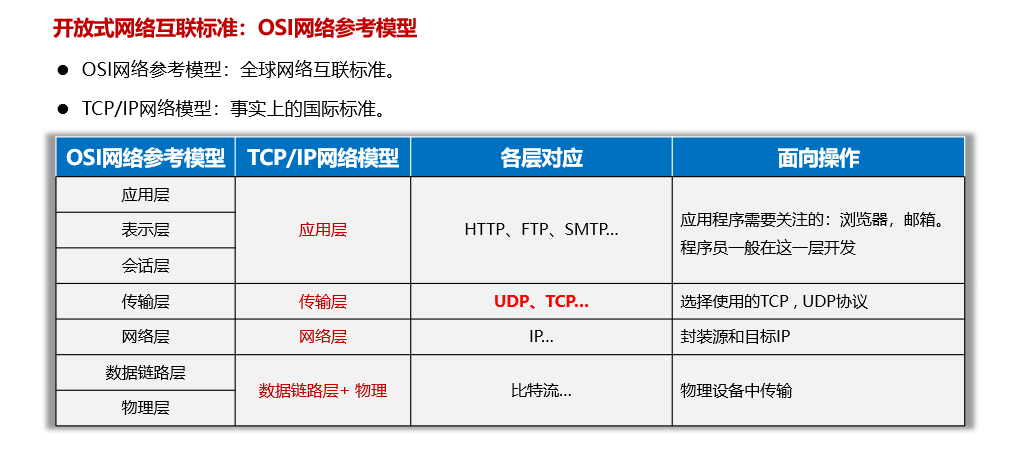 开放式网络互联标准：OSI网络参考模型
● OSI网络参考模型：全球网络互联标准。
● TCP/IP网络模型：事实上的国际标准。
OSI网络参考模型 TCP/IP网络模型 各层对应 面向操作
应用层
表示层
会话层
应用层
HTTP、FTP、SMTP...
应用程序需要关注的：浏览器，邮箱。
程序员一般在这一层开发
传输层 传输层 UDP、TCP... 选择使用的TCP , UDP协议
网络层 网络层 IP... 封装源和目标IP
数据链路层
物理层
数据链路层+ 物理
比特流...
物理设备中传输